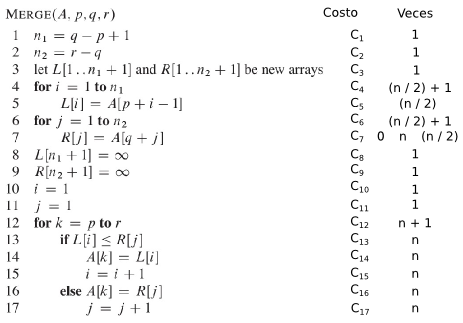 MERGE(A, p, q, r) Costo Veces
1 n₁ = q − p + 1 C₁ 1
2 n₂ = r − q C₂ 1
3 let L[1..n₁ + 1] and R[1..n₂ + 1] be new arrays C₃ 1
4 for i = 1 to n₁ C₄ (n / 2) + 1
5 L[i] = A[p + i − 1] C₅ (n / 2)
6 for j = 1 to n₂ C₆ (n / 2) + 1
7 R[j] = A[q + j] C₇ 0 n (n / 2)
8 L[n₁ + 1] = ∞ C₈ 1
9 R[n₂ + 1] = ∞ C₉ 1
10 i = 1 C₁₀ 1
11 j = 1 C₁₁ 1
12 for k = p to r C₁₂ n + 1
13 if L[i] ≤ R[j] C₁₃ n
14 A[k] = L[i] C₁₄ n
15 i = i + 1 C₁₅ n
16 else A[k] = R[j] C₁₆ n
17 j = j + 1 C₁₇ n